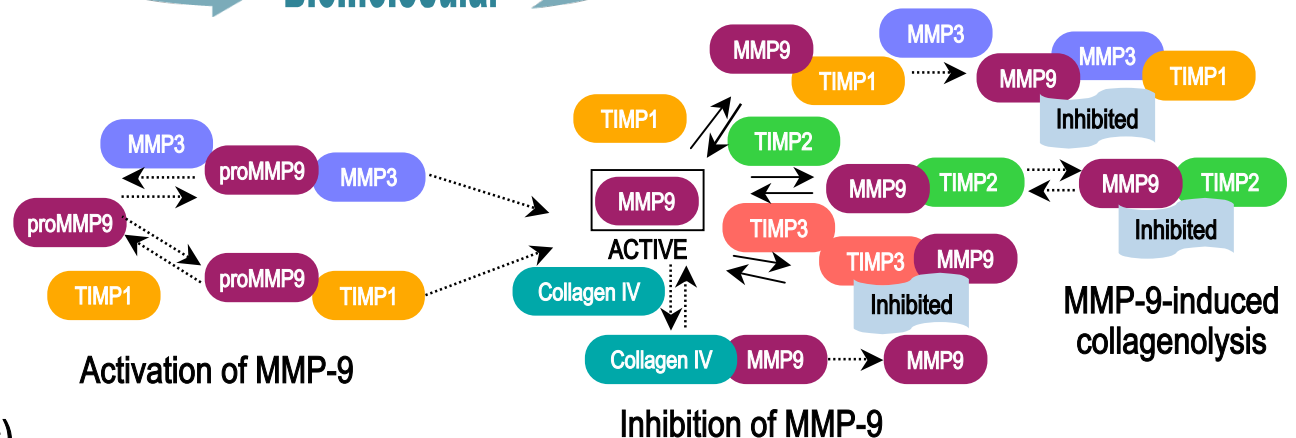 Biomolecular
MMP3
proMMP9
MMP3
proMMP9
proMMP9
TIMP1
TIMP1
Activation of MMP-9
MMP9
TIMP1
MMP3
MMP9
MMP3
TIMP1
Inhibited
TIMP1
TIMP2
MMP9
ACTIVE
MMP9
TIMP2
MMP9
TIMP2
Inhibited
TIMP3
TIMP3
MMP9
Inhibited
Collagen IV
Collagen IV
MMP9
MMP9
MMP-9-induced
collagenolysis
Inhibition of MMP-9